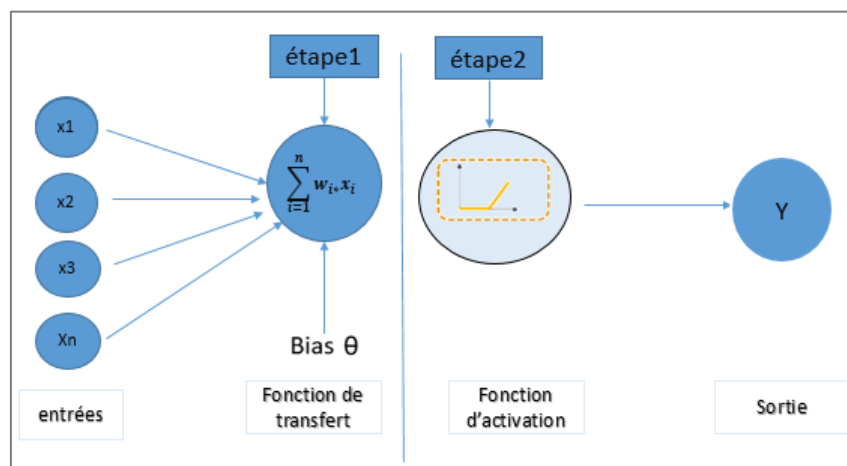 étape1
étape2
x1
x2
x3
Xn
n
∑ wᵢ∗xᵢ
i=1
Bias θ
Y
entrées
Fonction de
transfert
Fonction
d'activation
Sortie